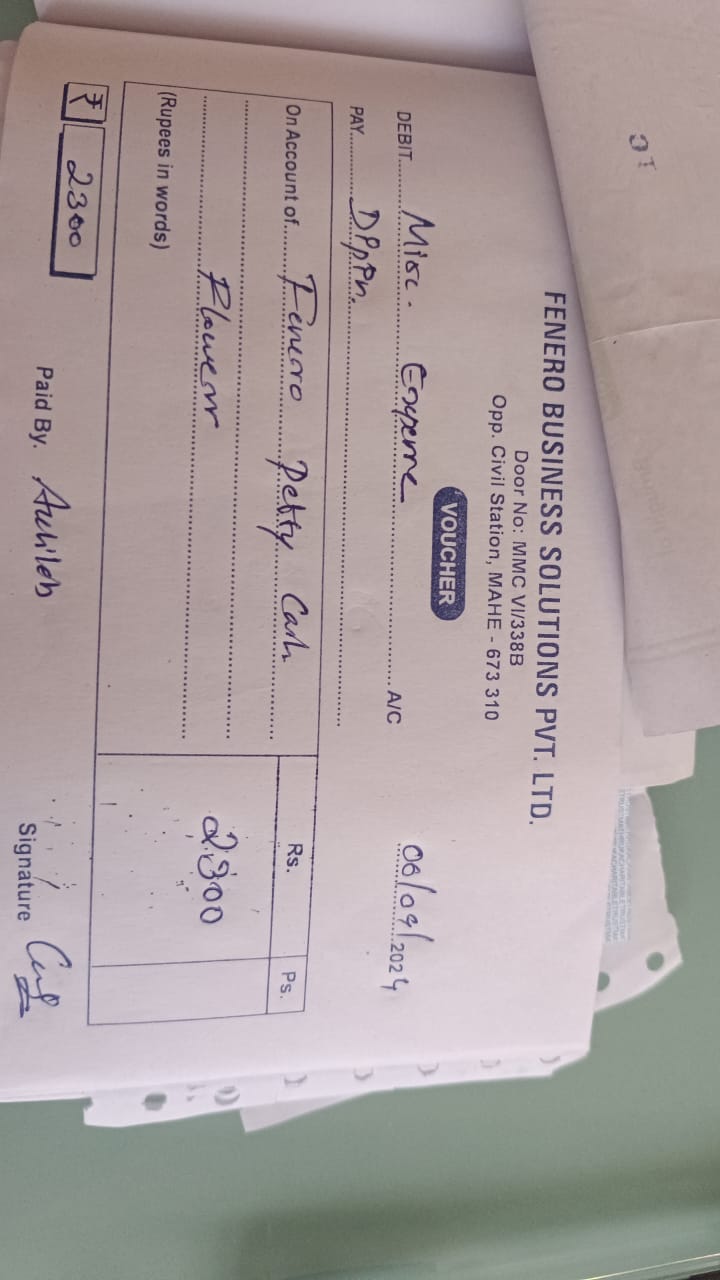 FENERO BUSINESS SOLUTIONS PVT. LTD.
Door No: MMC VI/338B
Opp. Civil Station, MAHE - 673 310
VOUCHER
DEBIT Misc. Expense A/C 06/09/2024
PAY
On Account of Fenero Petty Cash Rs. Ps.
Flowers 2300
(Rupees in words)
₹ 2300
Paid By. Akhilesh Signature